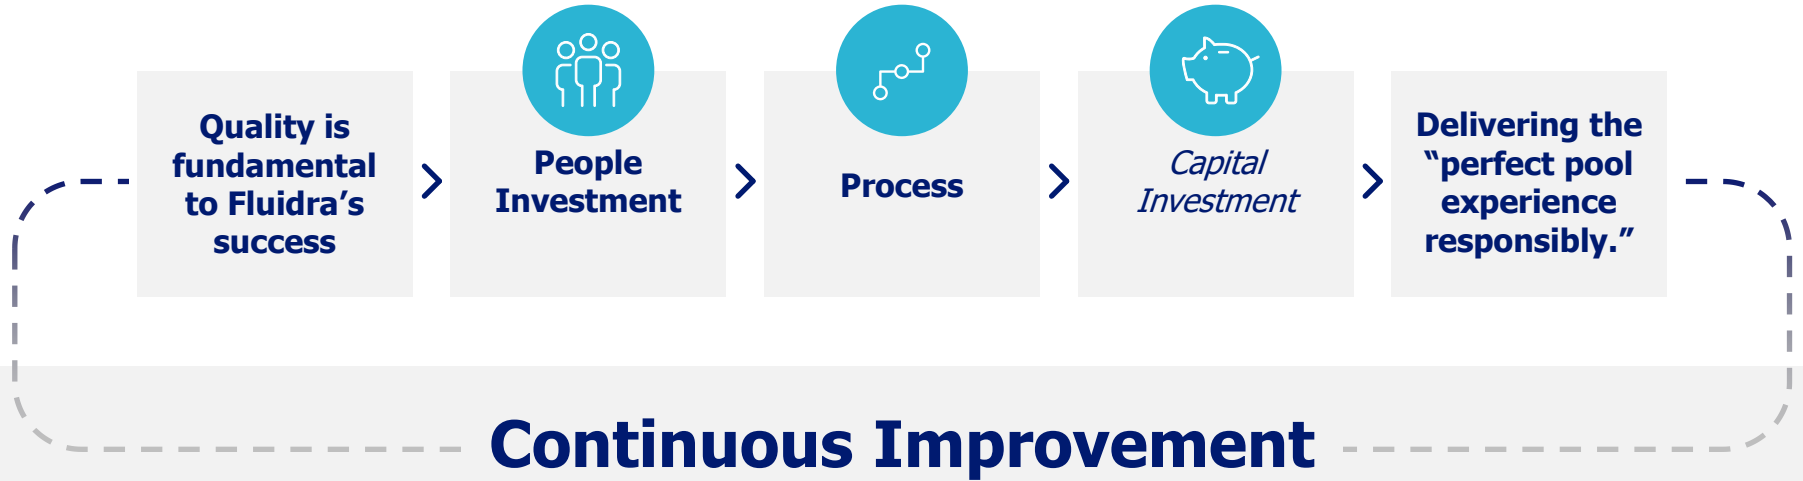 Quality is
fundamental
to Fluidra’s
success
People
Investment
Process
Capital
Investment
Delivering the
“perfect pool
experience
responsibly.”
Continuous Improvement